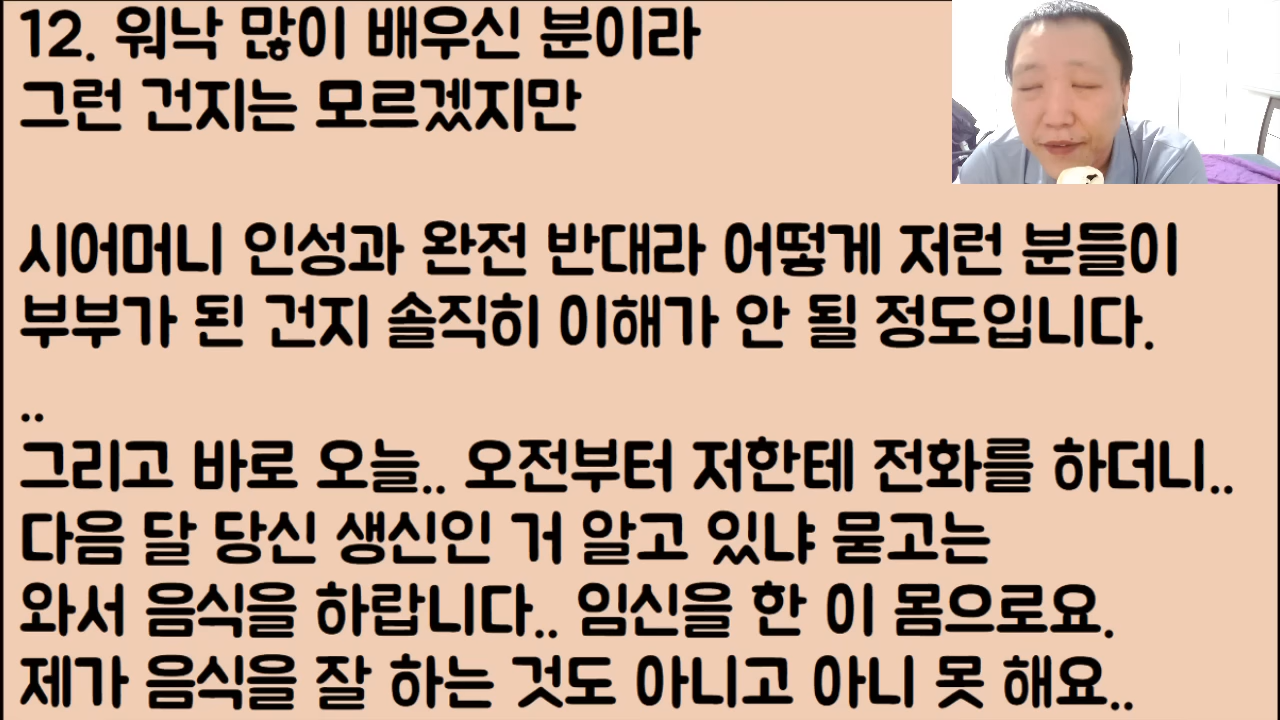 12. 워낙 많이 배우신 분이라
그런 건지는 모르겠지만
시어머니 인성과 완전 반대라 어떻게 저런 분들이
부부가 된 건지 솔직히 이해가 안 될 정도입니다.
..
그리고 바로 오늘.. 오전부터 저한테 전화를 하더니..
다음 달 당신 생신인 거 알고 있냐 묻고는
와서 음식을 하랍니다.. 임신을 한 이 몸으로요.
제가 음식을 잘 하는 것도 아니고 아니 못 해요..